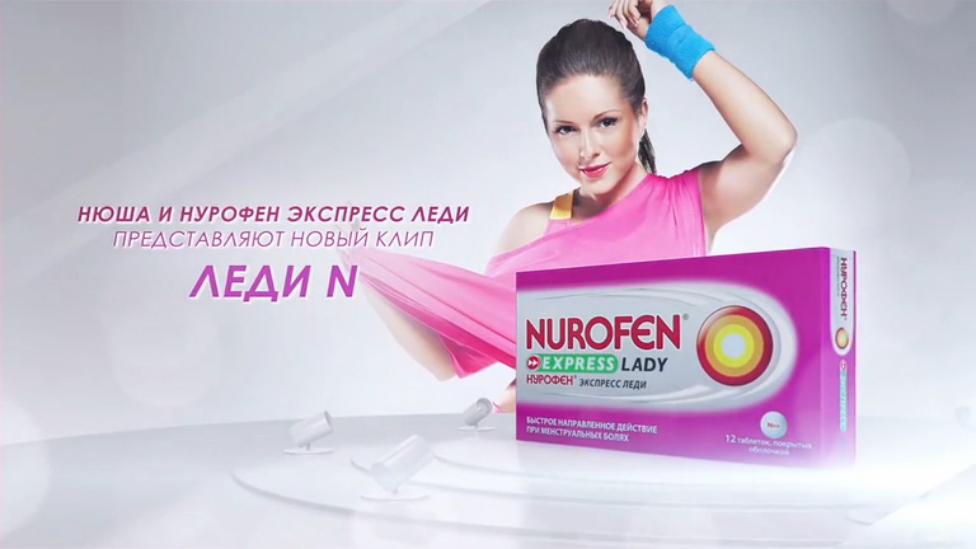 НЮША И НУРОФЕН ЭКСПРЕСС ЛЕДИ
ПРЕДСТАВЛЯЮТ НОВЫЙ КЛИП
ЛЕДИ N
NUROFEN®
EXPRESS LADY
НУРОФЕН® ЭКСПРЕСС ЛЕДИ
БЫСТРОЕ НАПРАВЛЕННОЕ ДЕЙСТВИЕ
ПРИ МЕНСТРУАЛЬНЫХ БОЛЯХ
12 таблеток, покрытых
оболочкой
НУРОФЕН®
ЭКСПРЕСС